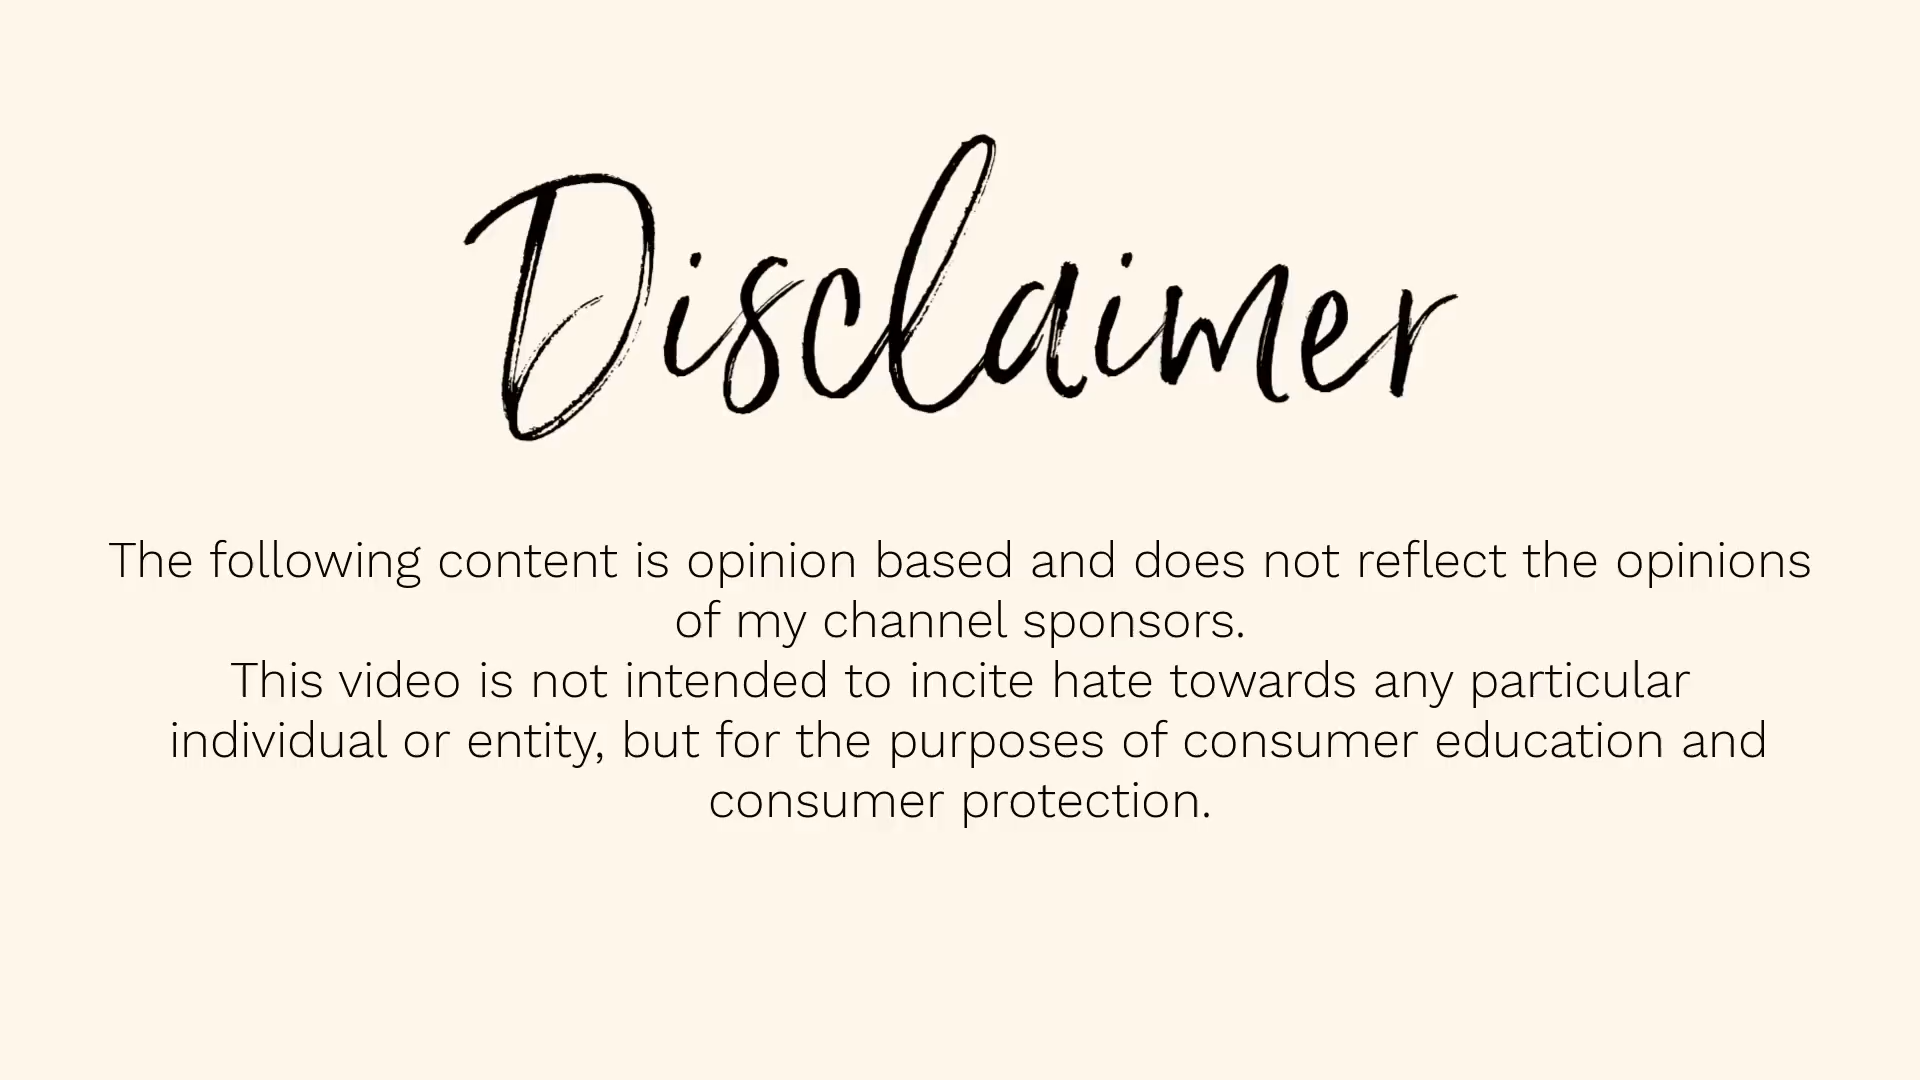 Disclaimer
The following content is opinion based and does not reflect the opinions
of my channel sponsors.
This video is not intended to incite hate towards any particular
individual or entity, but for the purposes of consumer education and
consumer protection.